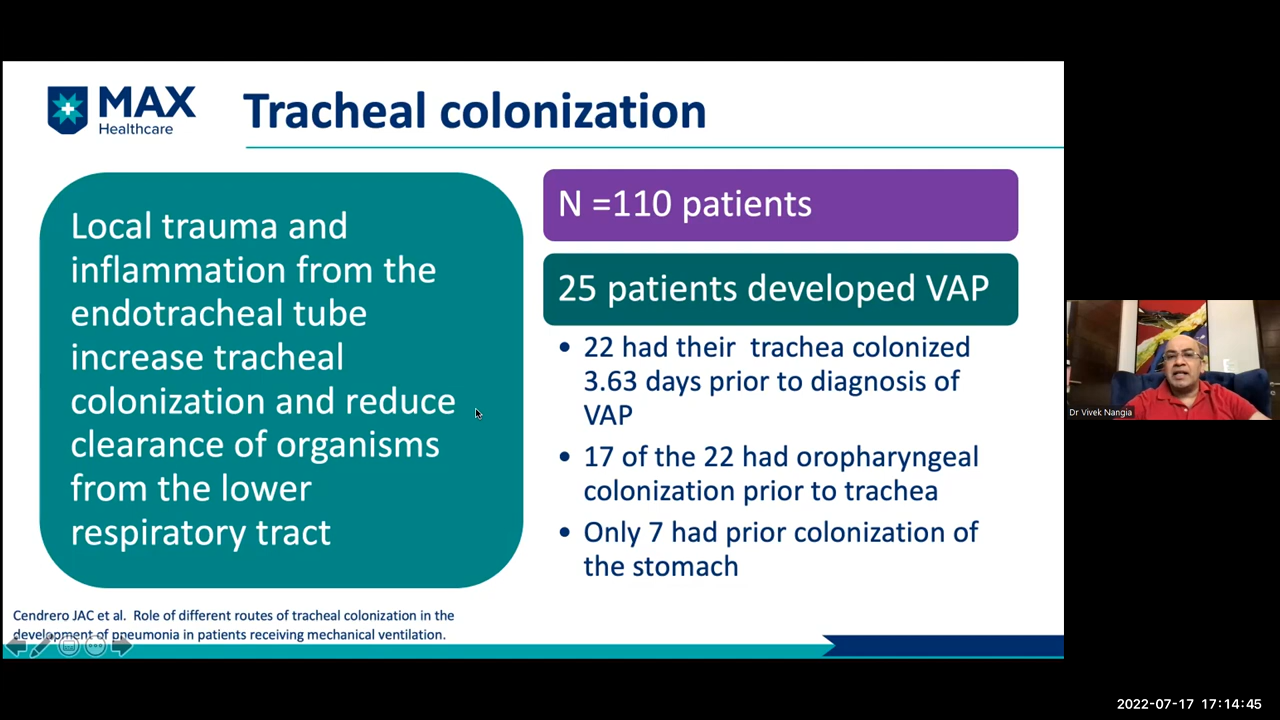 MAX
Healthcare
Tracheal colonization
Local trauma and
inflammation from the
endotracheal tube
increase tracheal
colonization and reduce
clearance of organisms
from the lower
respiratory tract
N =110 patients
25 patients developed VAP
• 22 had their  trachea colonized
3.63 days prior to diagnosis of
VAP
• 17 of the 22 had oropharyngeal
colonization prior to trachea
• Only 7 had prior colonization of
the stomach
Cendrero JAC et al.  Role of different routes of tracheal colonization in the
development of pneumonia in patients receiving mechanical ventilation.
Dr Vivek Nangia
2022-07-17 17:14:45